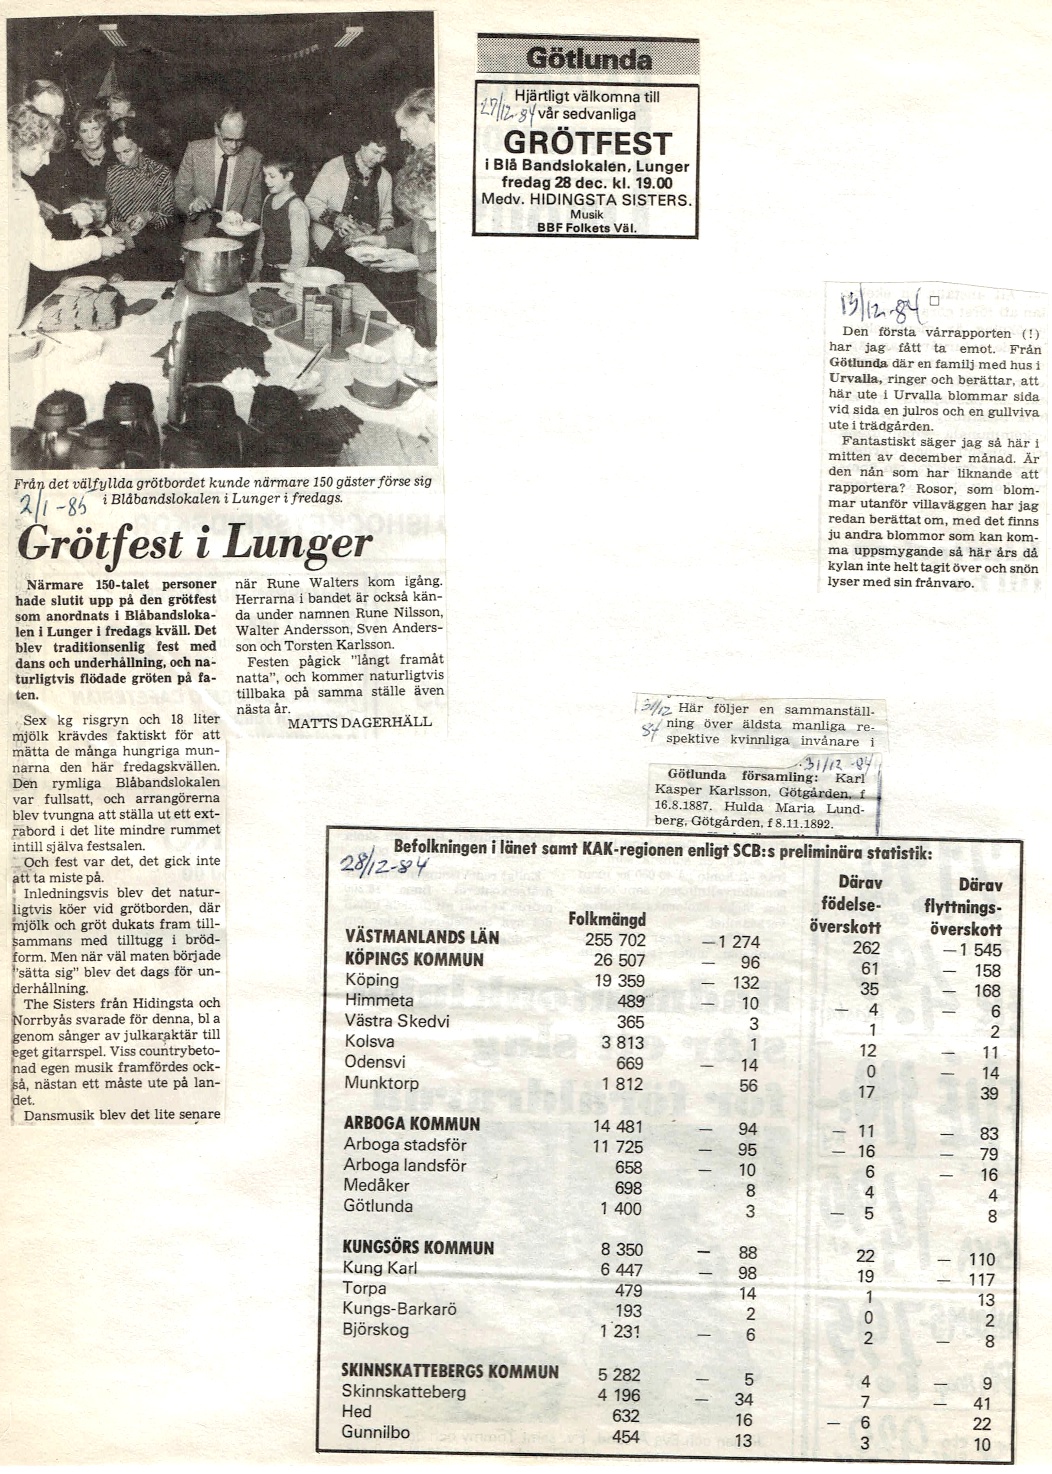 Från det välfyllda grötbordet kunde närmare 150 gäster förse sig
i Blåbandslokalen i Lunger i fredags.
2/1-85
Grötfest i Lunger
Närmare 150-talet personer
hade slutit upp på den grötfest
som anordnats i Blåbandsloka-
len i Lunger i fredags kväll. Det
blev traditionsenlig fest med
dans och underhållning, och na-
turligtvis flödade gröten på fa-
ten.
Sex kg risgryn och 18 liter
mjölk krävdes faktiskt för att
mätta de många hungriga mun-
narna den här fredagskvällen.
Den rymliga Blåbandslokalen
var fullsatt, och arrangörerna
blev tvungna att ställa ut ett ext-
rabord i det lite mindre rummet
intill själva festsalen.
Och fest var det, det gick inte
att ta miste på.
Inledningsvis blev det natur-
ligtvis köer vid grötborden, där
mjölk och gröt dukats fram till-
sammans med tilltugg i bröd-
form. Men när väl maten började
"sätta sig" blev det dags för un-
derhållning.
The Sisters från Hidingsta och
Norrbyås svarade för denna, bl a
genom sånger av julkaraktär till
eget gitarrspel. Viss countrybeto-
nad egen musik framfördes ock-
så, nästan ett måste ute på lan-
det.
Dansmusik blev det lite senare
när Rune Walters kom igång.
Herrarna i bandet är också kän-
da under namnen Rune Nilsson,
Walter Andersson, Sven Anders-
son och Torsten Karlsson.
Festen pågick "långt framåt
natta", och kommer naturligtvis
tillbaka på samma ställe även
nästa år.
MATTS DAGERHÄLL
Götlunda
Hjärtligt välkomna till
27/12-84 vår sedvanliga
GRÖTFEST
i Blå Bandslokalen, Lunger
fredag 28 dec. kl. 19.00
Medv. HIDINGSTA SISTERS.
Musik
BBF Folkets Väl.
19/12-84
Den första vårrapporten (!)
har jag fått ta emot. Från
Götlunda där en familj med hus i
Urvalla, ringer och berättar, att
här ute i Urvalla blommar sida
vid sida en julros och en gullviva
ute i trädgården.
Fantastiskt säger jag så här i
mitten av december månad. Är
den nån som har liknande att
rapportera? Rosor, som blom-
mar utanför villaväggen har jag
redan berättat om, med det finns
ju andra blommor som kan kom-
ma uppsmygande så här års då
kylan inte helt tagit över och snön
lyser med sin frånvaro.
31/12 84
Här följer en sammanställ-
ning över äldsta manliga re-
spektive kvinnliga invånare i
31/12-84
Götlunda församling: Karl
Kasper Karlsson, Götgården, f
16.8.1887. Hulda Maria Lund-
berg, Götgården, f 8.11.1892.
Befolkningen i länet samt KAK-regionen enligt SCB:s preliminära statistik:
28/12-84
Folkmängd Därav födelse-överskott Därav flyttnings-överskott
VÄSTMANLANDS LÄN 255 702 —1 274 262 —1 545
KÖPINGS KOMMUN 26 507 — 96 61 — 158
Köping 19 359 — 132 35 — 168
Himmeta 489 — 10 — 4 — 6
Västra Skedvi 365 3 1 2
Kolsva 3 813 1 12 — 11
Odensvi 669 — 14 0 — 14
Munktorp 1 812 56 17 39
ARBOGA KOMMUN 14 481 — 94 — 11 — 83
Arboga stadsför 11 725 — 95 — 16 — 79
Arboga landsför 658 — 10 6 — 16
Medåker 698 8 4 4
Götlunda 1 400 3 — 5 8
KUNGSÖRS KOMMUN 8 350 — 88 22 — 110
Kung Karl 6 447 — 98 19 — 117
Torpa 479 14 1 13
Kungs-Barkarö 193 2 0 2
Björskog 1 231 — 6 2 — 8
SKINNSKATTEBERGS KOMMUN 5 282 — 5 4 — 9
Skinnskatteberg 4 196 — 34 7 — 41
Hed 632 16 — 6 22
Gunnilbo 454 13 3 10